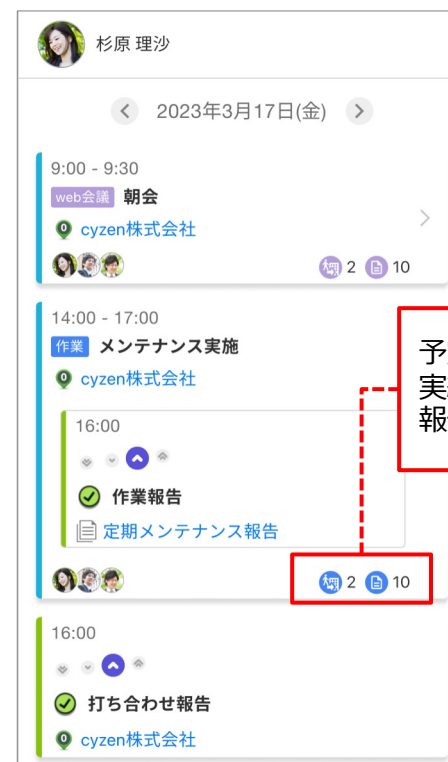 杉原 理沙
2023年3月17日(金)
9:00 - 9:30
web会議 朝会
0 cyzen株式会社
2 10
14:00 - 17:00
作業 メンテナンス実施
0 cyzen株式会社
16:00
作業報告
定期メンテナンス報告
2 10
予
実
報
16:00
打ち合わせ報告
0 cyzen株式会社